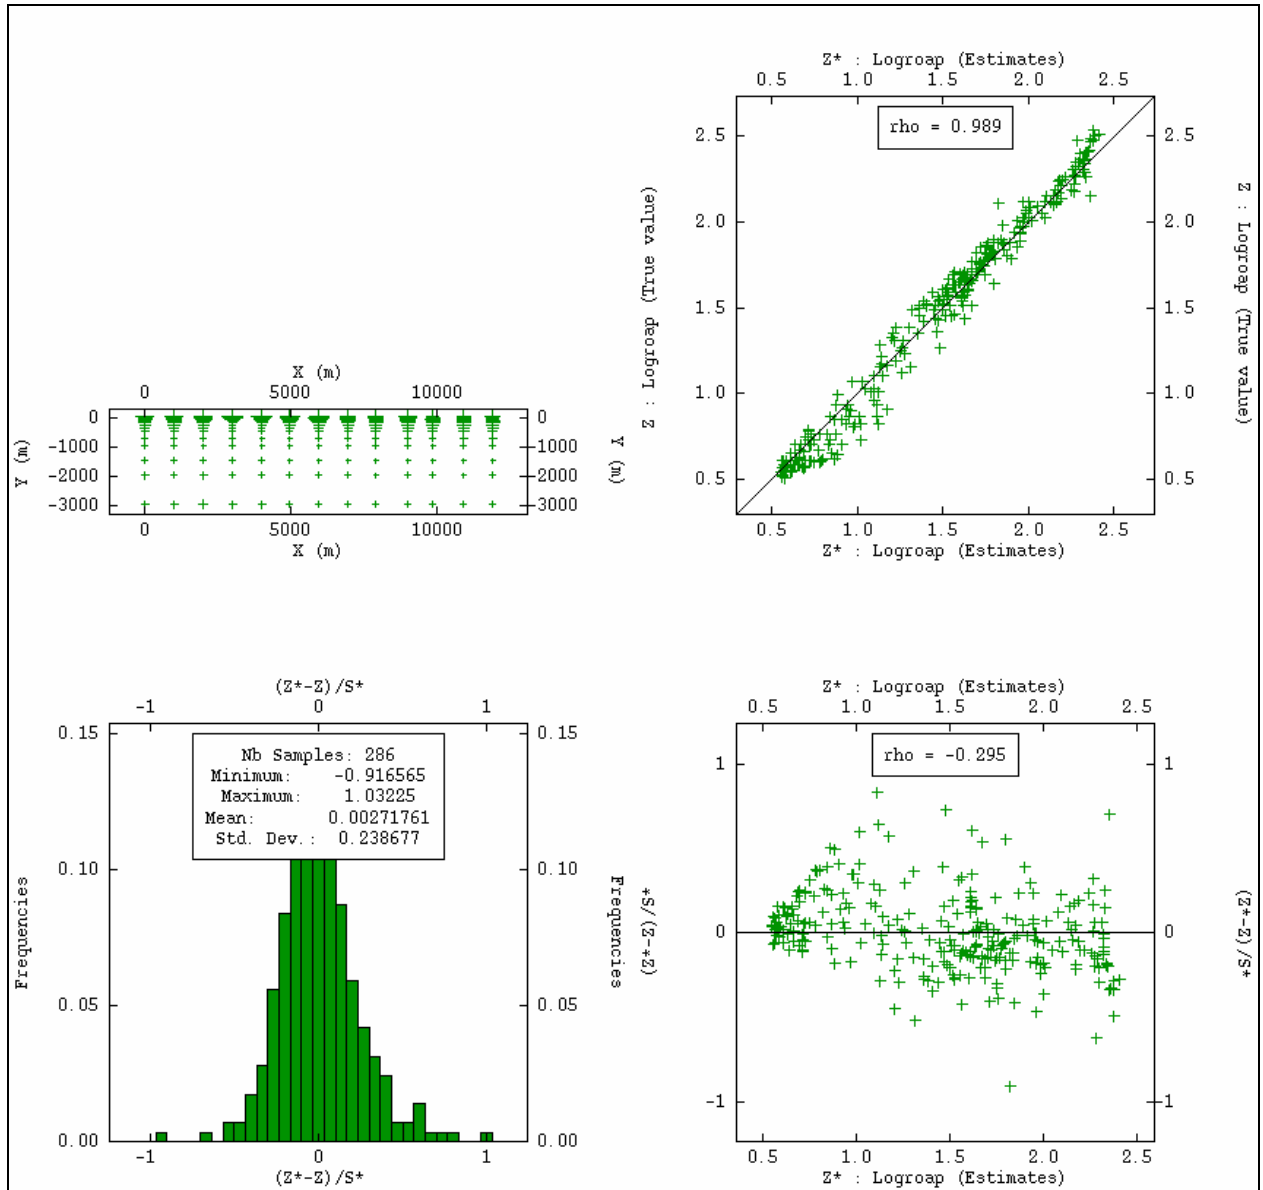 Z* : Logroap (Estimates)
0.5 1.0 1.5 2.0 2.5
rho = 0.989
2.5 2.5
2.0 2.0
1.5 1.5
1.0 1.0
0.5 0.5
Z : Logroap (True value)
Z : Logroap (True value)
0.5 1.0 1.5 2.0 2.5
Z* : Logroap (Estimates)
X (m)
0 5000 10000
0 0
-1000 -1000
-2000 -2000
-3000 -3000
Y (m)
Y (m)
0 5000 10000
X (m)
(Z*-Z)/S*
-1 0 1
0.15 0.15
Nb Samples: 286
Minimum: -0.916565
Maximum: 1.03225
Mean: 0.00271761
Std. Dev.: 0.238677
0.10 0.10
0.05 0.05
0.00 0.00
Frequencies
Frequencies
-1 0 1
(Z*-Z)/S*
Z* : Logroap (Estimates)
0.5 1.0 1.5 2.0 2.5
rho = -0.295
1 1
0 0
-1 -1
(Z*-Z)/S*
(Z*-Z)/S*
0.5 1.0 1.5 2.0 2.5
Z* : Logroap (Estimates)